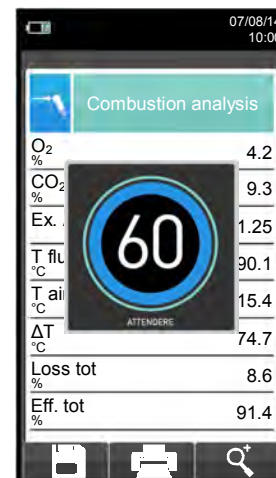 07/08/14
10:00
Combustion analysis
O2
% 4.2
CO2
% 9.3
Ex. 1.25
T flu 90.1
°C
T ai 15.4
°C
ΔT
°C 74.7
Loss tot
% 8.6
Eff. tot
% 91.4
60
ATTENDERE